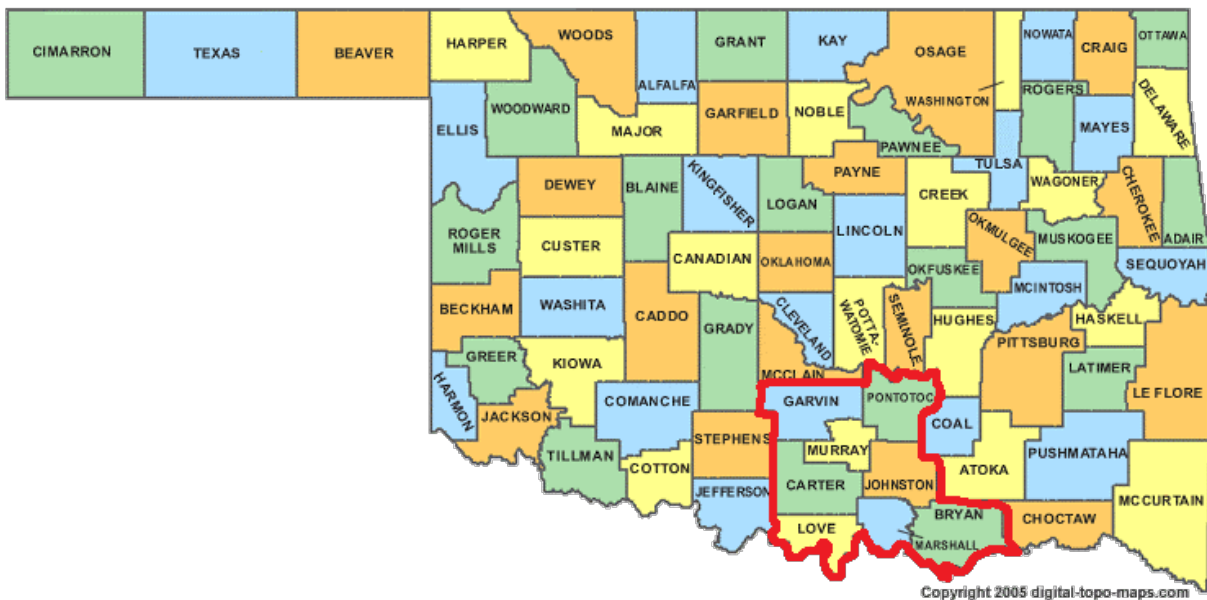 CIMARRON
TEXAS
BEAVER
HARPER
WOODS
ALFALFA
GRANT
KAY
OSAGE
NOWATA
CRAIG
OTTAWA
WOODWARD
MAJOR
GARFIELD
NOBLE
WASHINGTON
ROGERS
DELAWARE
ELLIS
PAWNEE
MAYES
DEWEY
BLAINE
KINGFISHER
LOGAN
PAYNE
CREEK
TULSA
WAGONER
CHEROKEE
ADAIR
ROGER
MILLS
CUSTER
CANADIAN
OKLAHOMA
LINCOLN
OKMULGEE
MUSKOGEE
OKFUSKEE
MCINTOSH
SEQUOYAH
BECKHAM
WASHITA
CADDO
GRADY
CLEVELAND
POTTA-
WATOMIE
SEMINOLE
HUGHES
PITTSBURG
HASKELL
GREER
KIOWA
MCCLAIN
LATIMER
LE FLORE
HARMON
JACKSON
COMANCHE
GARVIN
PONTOTOC
COAL
STEPHENS
MURRAY
ATOKA
PUSHMATAHA
TILLMAN
COTTON
JEFFERSON
CARTER
JOHNSTON
MCCURTAIN
LOVE
MARSHALL
BRYAN
CHOCTAW
Copyright 2005 digital-topo-maps.com